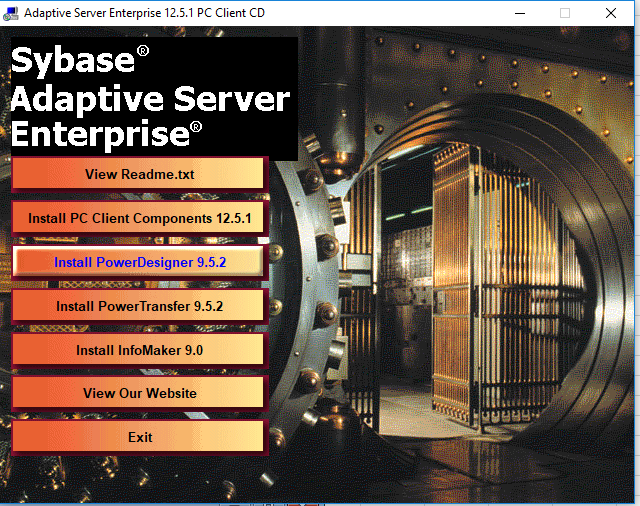 Adaptive Server Enterprise 12.5.1 PC Client CD
Sybase®
Adaptive Server
Enterprise®
View Readme.txt
Install PC Client Components 12.5.1
Install PowerDesigner 9.5.2
Install PowerTransfer 9.5.2
Install InfoMaker 9.0
View Our Website
Exit